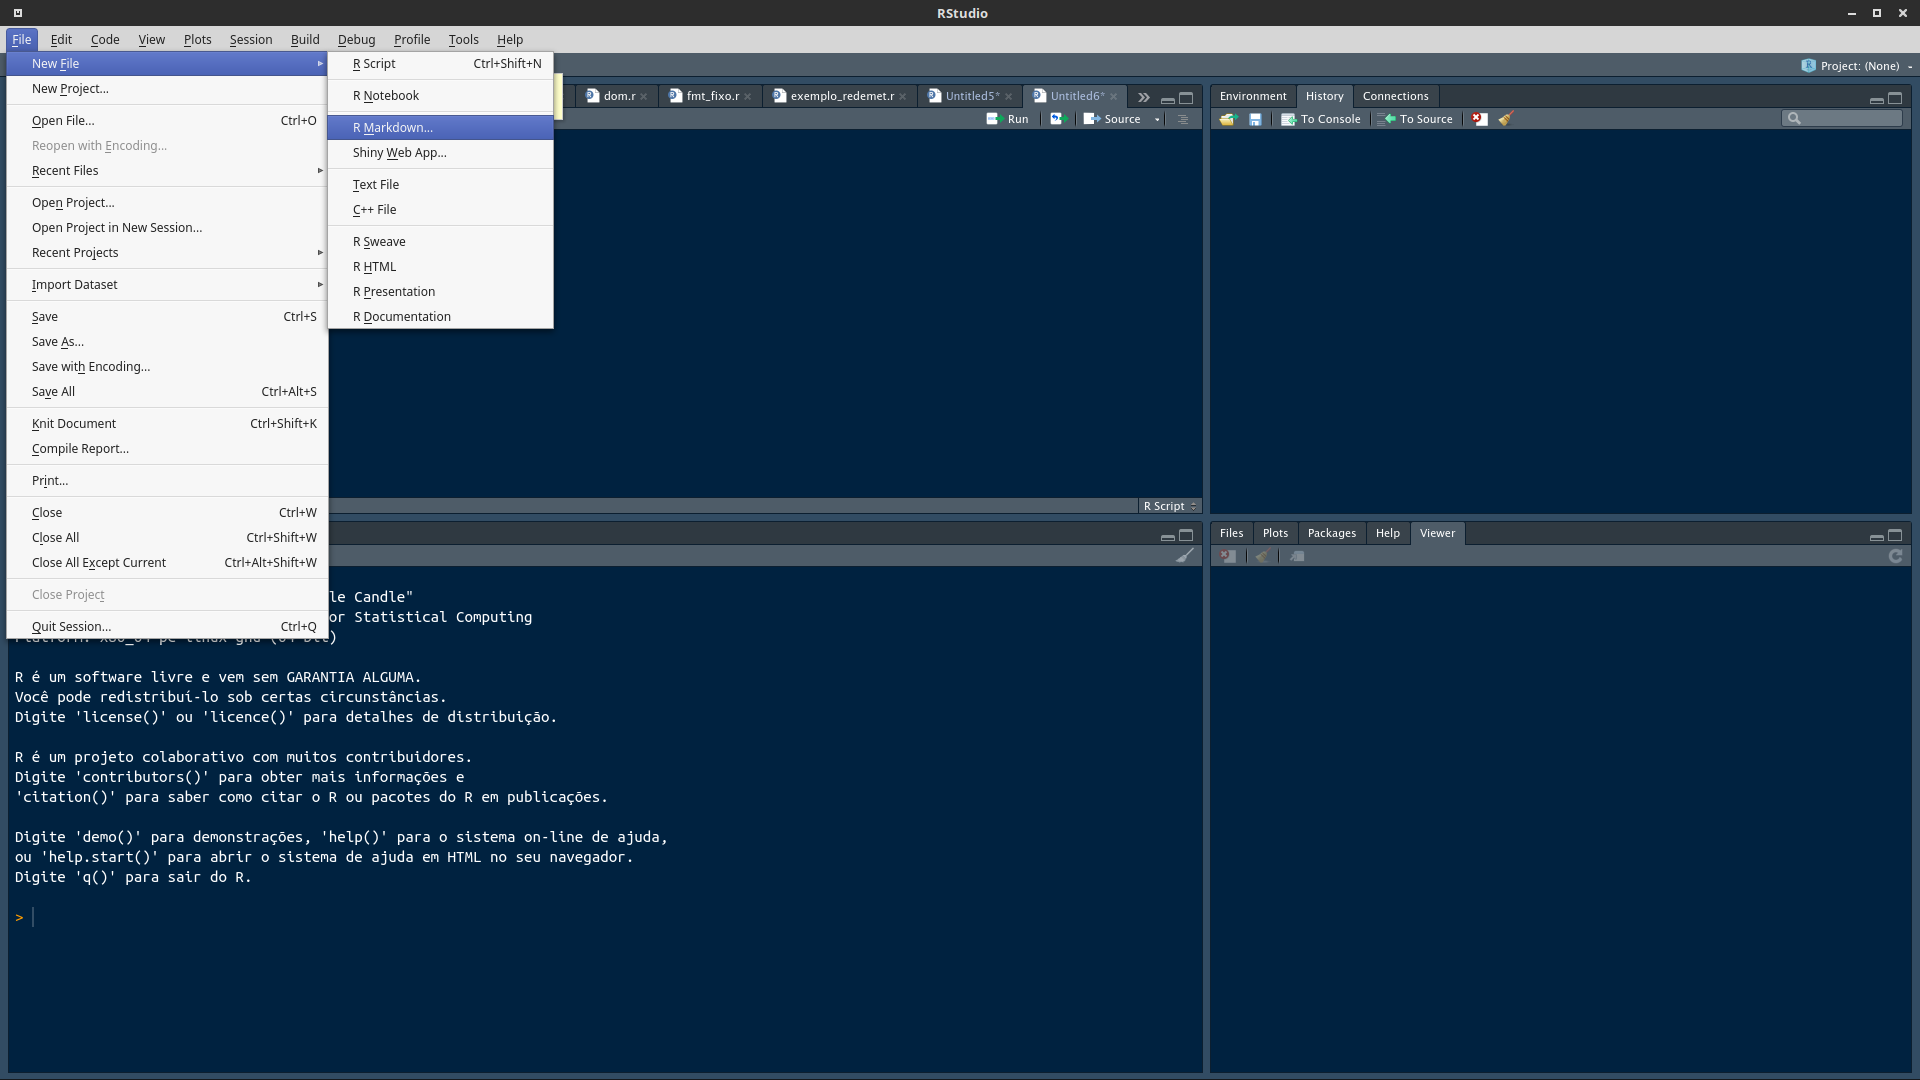 RStudio
File Edit Code View Plots Session Build Debug Profile Tools Help
New File
New Project...
Open File... Ctrl+O
Reopen with Encoding...
Recent Files
Open Project...
Open Project in New Session...
Recent Projects
Import Dataset
Save Ctrl+S
Save As...
Save with Encoding...
Save All Ctrl+Alt+S
Knit Document Ctrl+Shift+K
Compile Report...
Print...
Close Ctrl+W
Close All Ctrl+Shift+W
Close All Except Current Ctrl+Alt+Shift+W
Close Project
Quit Session... Ctrl+Q
R Script Ctrl+Shift+N
R Notebook
R Markdown...
Shiny Web App...
Text File
C++ File
R Sweave
R HTML
R Presentation
R Documentation
Project: (None)
dom.r fmt_fixo.r exemplo_redemet.r Untitled5* Untitled6*
Run Source
R Script
Environment History Connections
To Console To Source
Files Plots Packages Help Viewer
le Candle"
or Statistical Computing
R é um software livre e vem sem GARANTIA ALGUMA.
Você pode redistribuí-lo sob certas circunstâncias.
Digite 'license()' ou 'licence()' para detalhes de distribuição.
R é um projeto colaborativo com muitos contribuidores.
Digite 'contributors()' para obter mais informações e
'citation()' para saber como citar o R ou pacotes do R em publicações.
Digite 'demo()' para demonstrações, 'help()' para o sistema on-line de ajuda,
ou 'help.start()' para abrir o sistema de ajuda em HTML no seu navegador.
Digite 'q()' para sair do R.
>